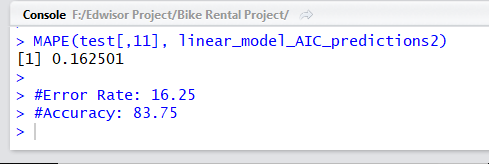 Console F:/Edwisor Project/Bike Rental Project/
> MAPE(test[,11], linear_model_AIC_predictions2)
[1] 0.162501
>
> #Error Rate: 16.25
> #Accuracy: 83.75
>